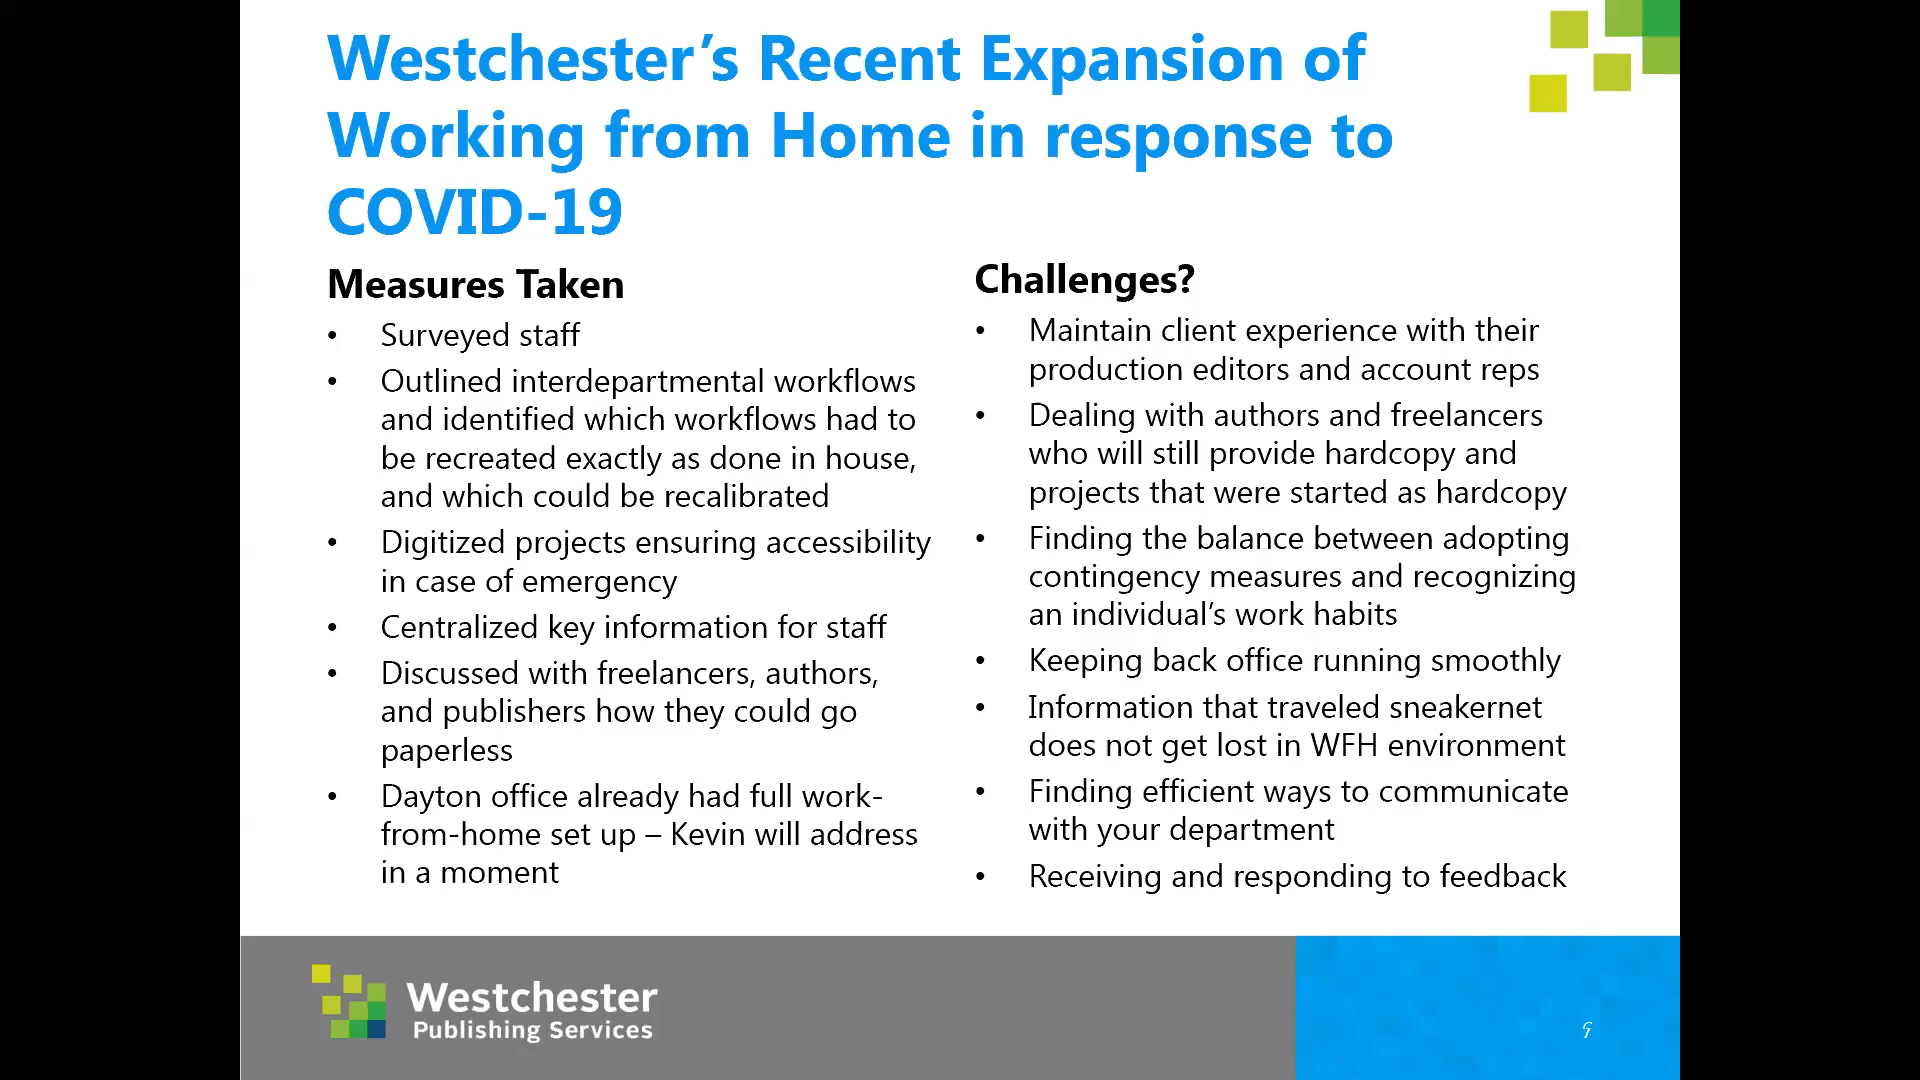 Westchester’s Recent Expansion of
Working from Home in response to
COVID-19
Measures Taken
• Surveyed staff
• Outlined interdepartmental workflows
and identified which workflows had to
be recreated exactly as done in house,
and which could be recalibrated
• Digitized projects ensuring accessibility
in case of emergency
• Centralized key information for staff
• Discussed with freelancers, authors,
and publishers how they could go
paperless
• Dayton office already had full work-
from-home set up – Kevin will address
in a moment
Challenges?
• Maintain client experience with their
production editors and account reps
• Dealing with authors and freelancers
who will still provide hardcopy and
projects that were started as hardcopy
• Finding the balance between adopting
contingency measures and recognizing
an individual’s work habits
• Keeping back office running smoothly
• Information that traveled sneakernet
does not get lost in WFH environment
• Finding efficient ways to communicate
with your department
• Receiving and responding to feedback
Westchester
Publishing Services